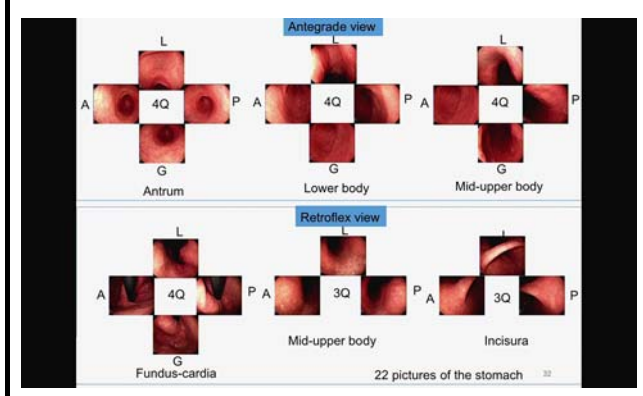 Antegrade view
L L L
A 4Q P A 4Q P A 4Q P
G G G
Antrum Lower body Mid-upper body
Retroflex view
L L L
A 4Q P A 3Q P A 3Q P
G
Fundus-cardia Mid-upper body Incisura
22 pictures of the stomach 32